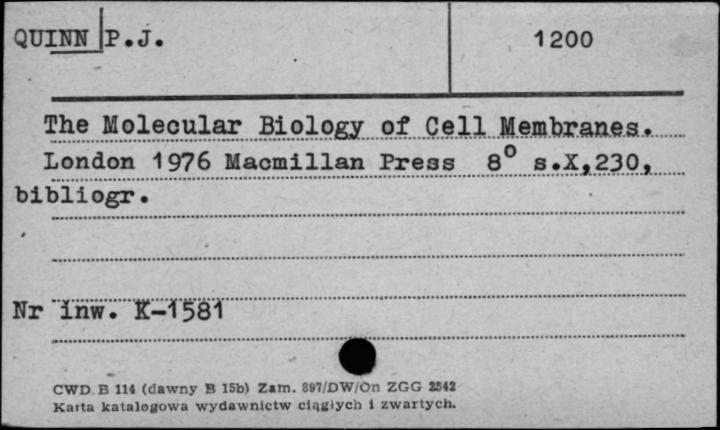 QUINN P.J.
1200
The Molecular Biology of Cell Membranes.
London 1976 Macmillan Press 8° s.X,230,
bibliogr.
Nr inw. K-1581
CWD B 114 (dawny B 15b) Zam. 897/DW/On ZGG 2542
Karta katalogowa wydawnictw ciągłych i zwartych.